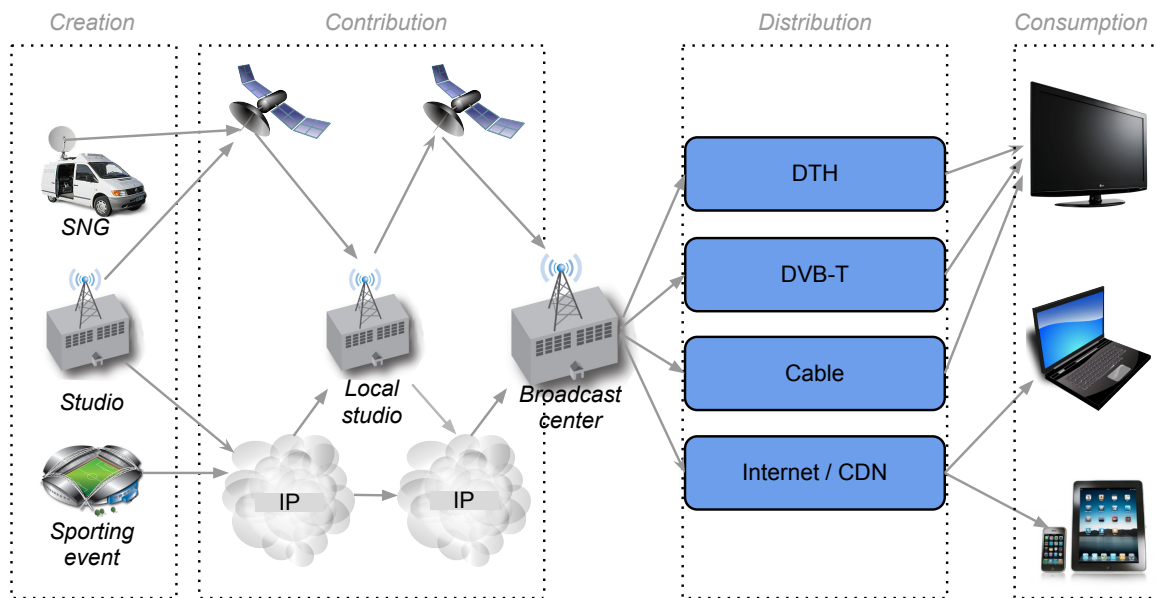 Creation
Contribution
Distribution
Consumption
SNG
Studio
Sporting
event
Local
studio
IP
IP
Broadcast
center
DTH
DVB-T
Cable
Internet / CDN